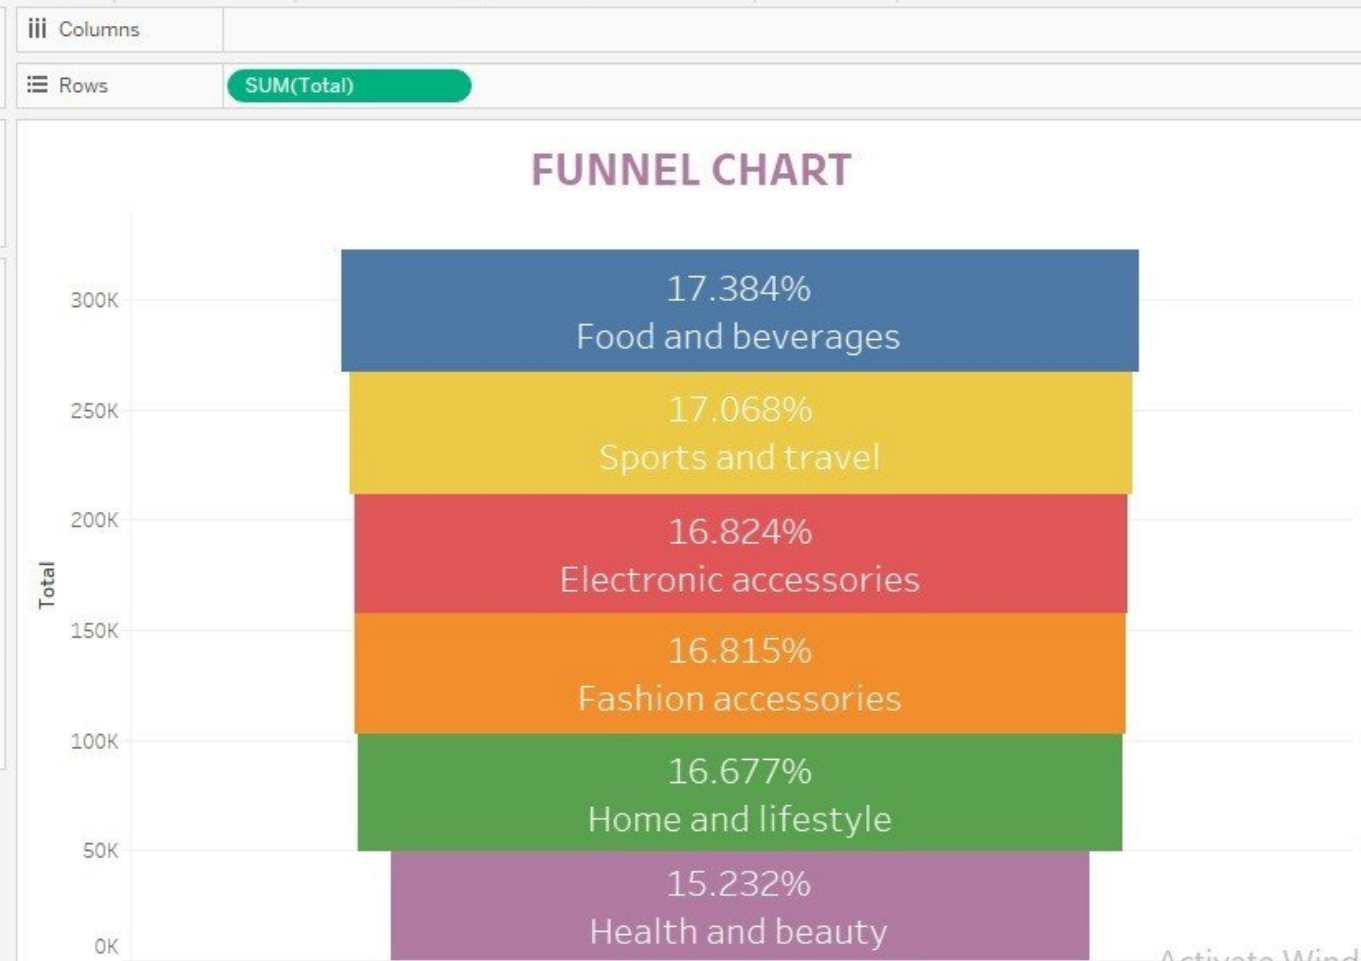 Columns
Rows
SUM(Total)
FUNNEL CHART
300K
250K
200K
150K
100K
50K
0K
Total
17.384%
Food and beverages
17.068%
Sports and travel
16.824%
Electronic accessories
16.815%
Fashion accessories
16.677%
Home and lifestyle
15.232%
Health and beauty
Activate Wind